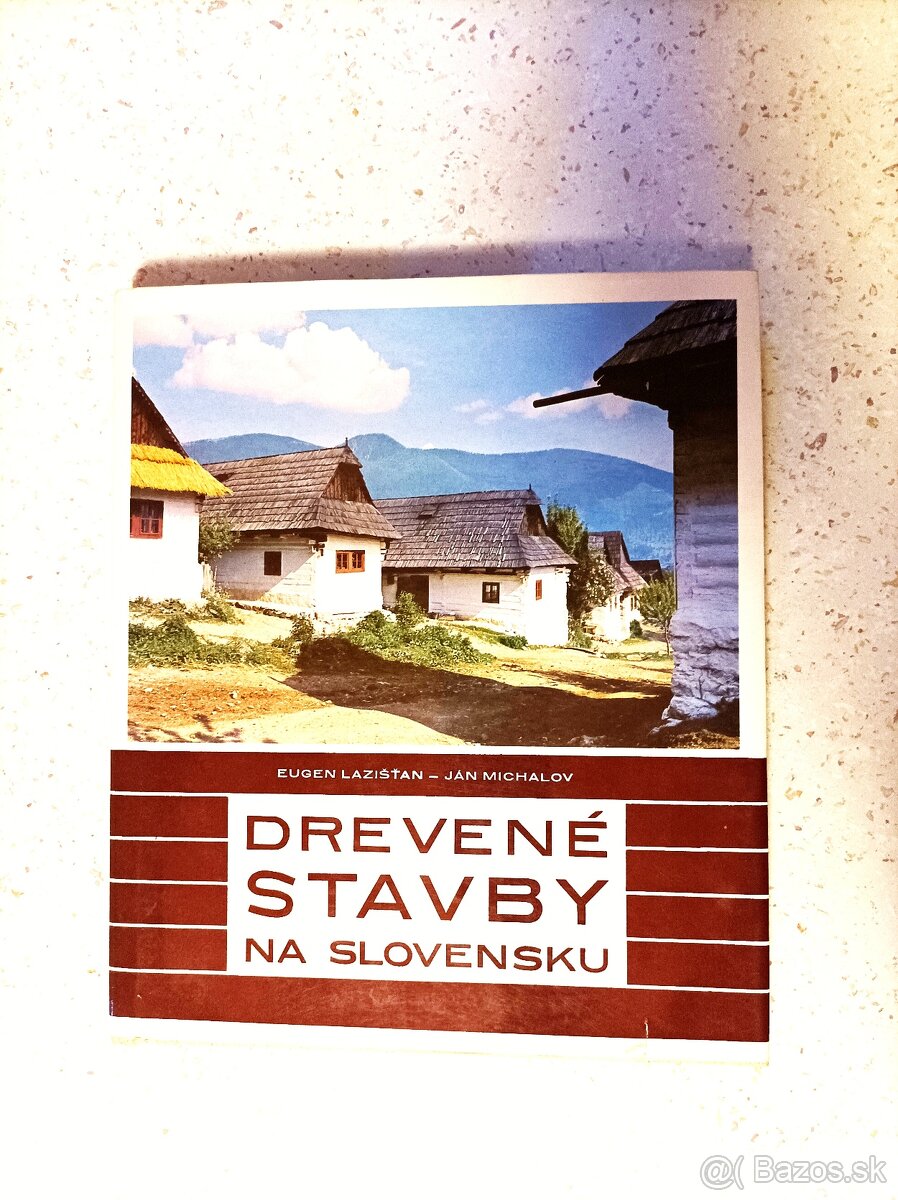 EUGEN LAZIŠŤAN – JÁN MICHALOV
DREVENÉ
STAVBY
NA SLOVENSKU
@( Bazos.sk